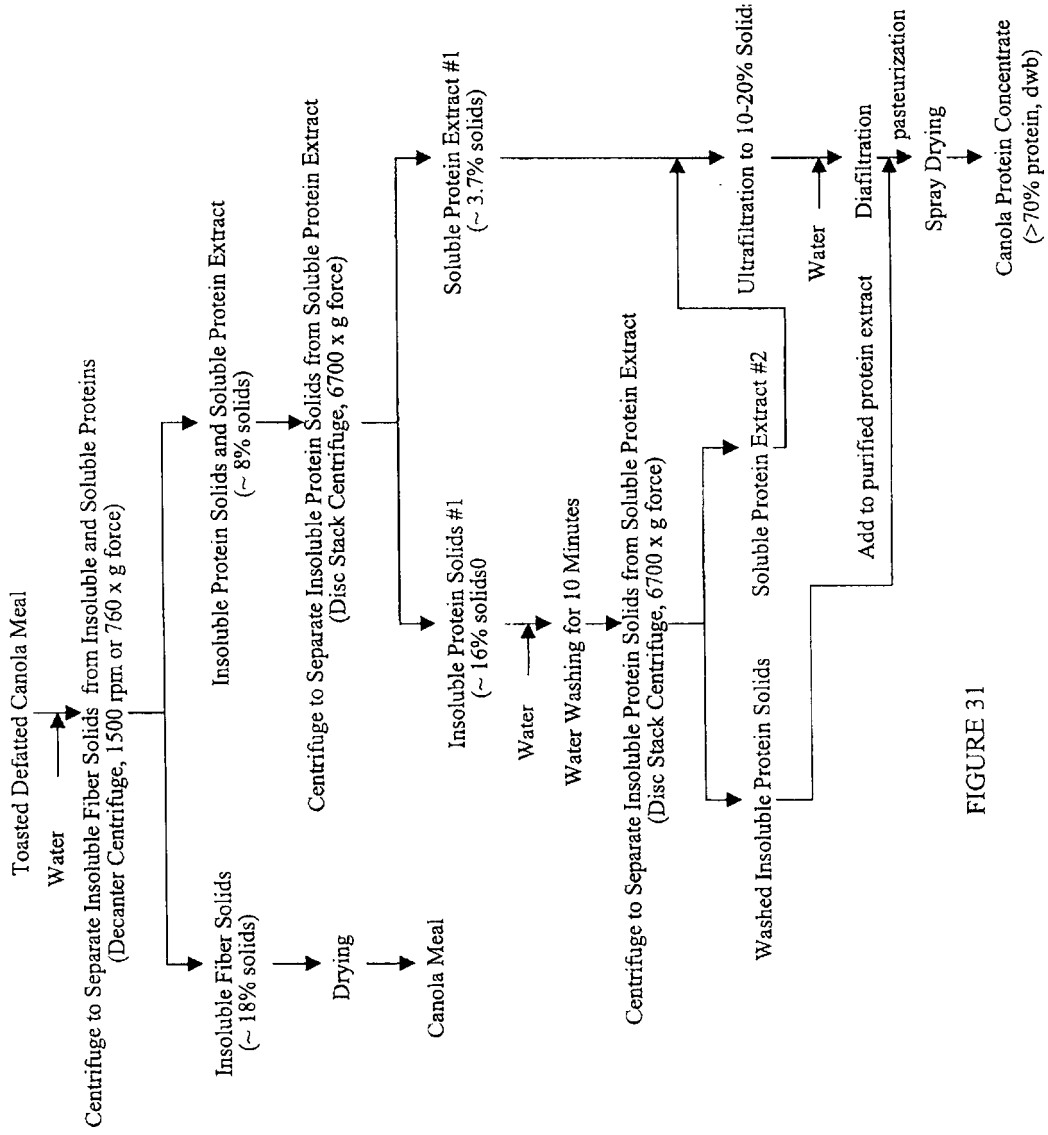 Toasted Defatted Canola Meal
Water
Centrifuge to Separate Insoluble Fiber Solids from Insoluble and Soluble Proteins
(Decanter Centrifuge, 1500 rpm or 760 x g force)
Insoluble Fiber Solids
(~ 18% solids)
Drying
Canola Meal
Insoluble Protein Solids and Soluble Protein Extract
(~ 8% solids)
Centrifuge to Separate Insoluble Protein Solids from Soluble Protein Extract
(Disc Stack Centrifuge, 6700 x g force)
Insoluble Protein Solids #1
(~ 16% solids0
Soluble Protein Extract #1
(~ 3.7% solids)
Water
Water Washing for 10 Minutes
Centrifuge to Separate Insoluble Protein Solids from Soluble Protein Extract
(Disc Stack Centrifuge, 6700 x g force)
Washed Insoluble Protein Solids
Soluble Protein Extract #2
Ultrafiltration to 10-20% Solid
Water
Diafiltration
Add to purified protein extract
pasteurization
Spray Drying
Canola Protein Concentrate
(>70% protein, dwb)
FIGURE 31